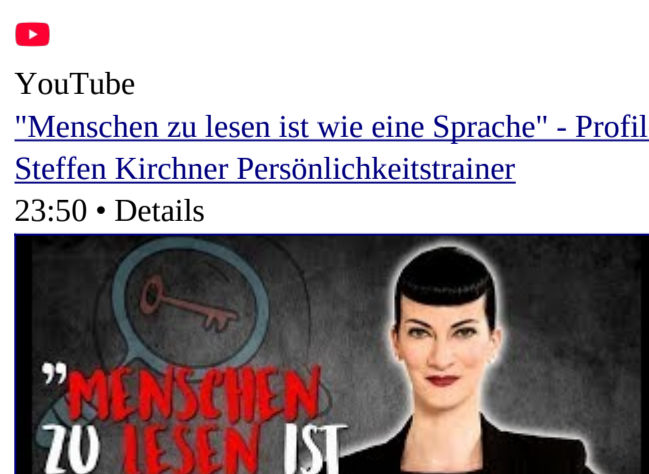 YouTube
"Menschen zu lesen ist wie eine Sprache" - Profil
Steffen Kirchner Persönlichkeitstrainer
23:50 • Details
"MENSCHEN
ZU LESEN IST